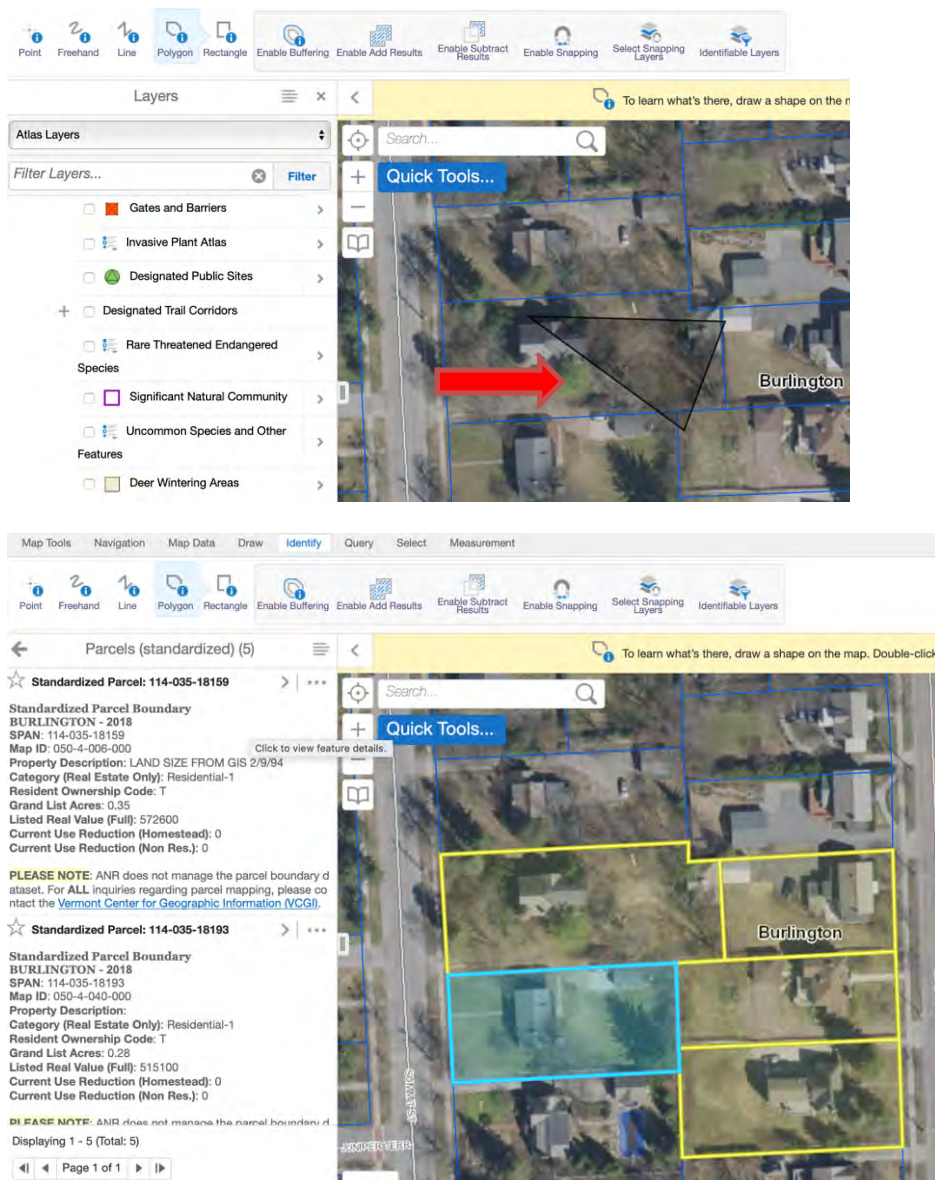 Point Freehand Line Polygon Rectangle Enable Buffering Enable Add Results Enable Subtract Results Enable Snapping Select Snapping Layers Identifiable Layers
Layers
To learn what's there, draw a shape on the m
Atlas Layers
Filter Layers...
Filter
Gates and Barriers
Invasive Plant Atlas
Designated Public Sites
Designated Trail Corridors
Rare Threatened Endangered
Species
Significant Natural Community
Uncommon Species and Other
Features
Deer Wintering Areas
Search...
Quick Tools...
Burlington
Map Tools Navigation Map Data Draw Identify Query Select Measurement
Point Freehand Line Polygon Rectangle Enable Buffering Enable Add Results Enable Subtract Results Enable Snapping Select Snapping Layers Identifiable Layers
Parcels (standardized) (5)
To learn what's there, draw a shape on the map. Double-click
Standardized Parcel: 114-035-18159
Standardized Parcel Boundary
BURLINGTON - 2018
SPAN: 114-035-18159
Map ID: 050-4-006-000
Click to view feature details.
Property Description: LAND SIZE FROM GIS 2/9/94
Category (Real Estate Only): Residential-1
Resident Ownership Code: T
Grand List Acres: 0.35
Listed Real Value (Full): 572600
Current Use Reduction (Homestead): 0
Current Use Reduction (Non Res.): 0
PLEASE NOTE: ANR does not manage the parcel boundary d
ataset. For ALL inquiries regarding parcel mapping, please co
ntact the Vermont Center for Geographic Information (VCGI).
Standardized Parcel: 114-035-18193
Standardized Parcel Boundary
BURLINGTON - 2018
SPAN: 114-035-18193
Map ID: 050-4-040-000
Property Description:
Category (Real Estate Only): Residential-1
Resident Ownership Code: T
Grand List Acres: 0.28
Listed Real Value (Full): 515100
Current Use Reduction (Homestead): 0
Current Use Reduction (Non Res.): 0
PLEASE NOTE: ANR does not manage the parcel boundary d
Displaying 1 - 5 (Total: 5)
Page 1 of 1
Search...
Quick Tools...
Burlington